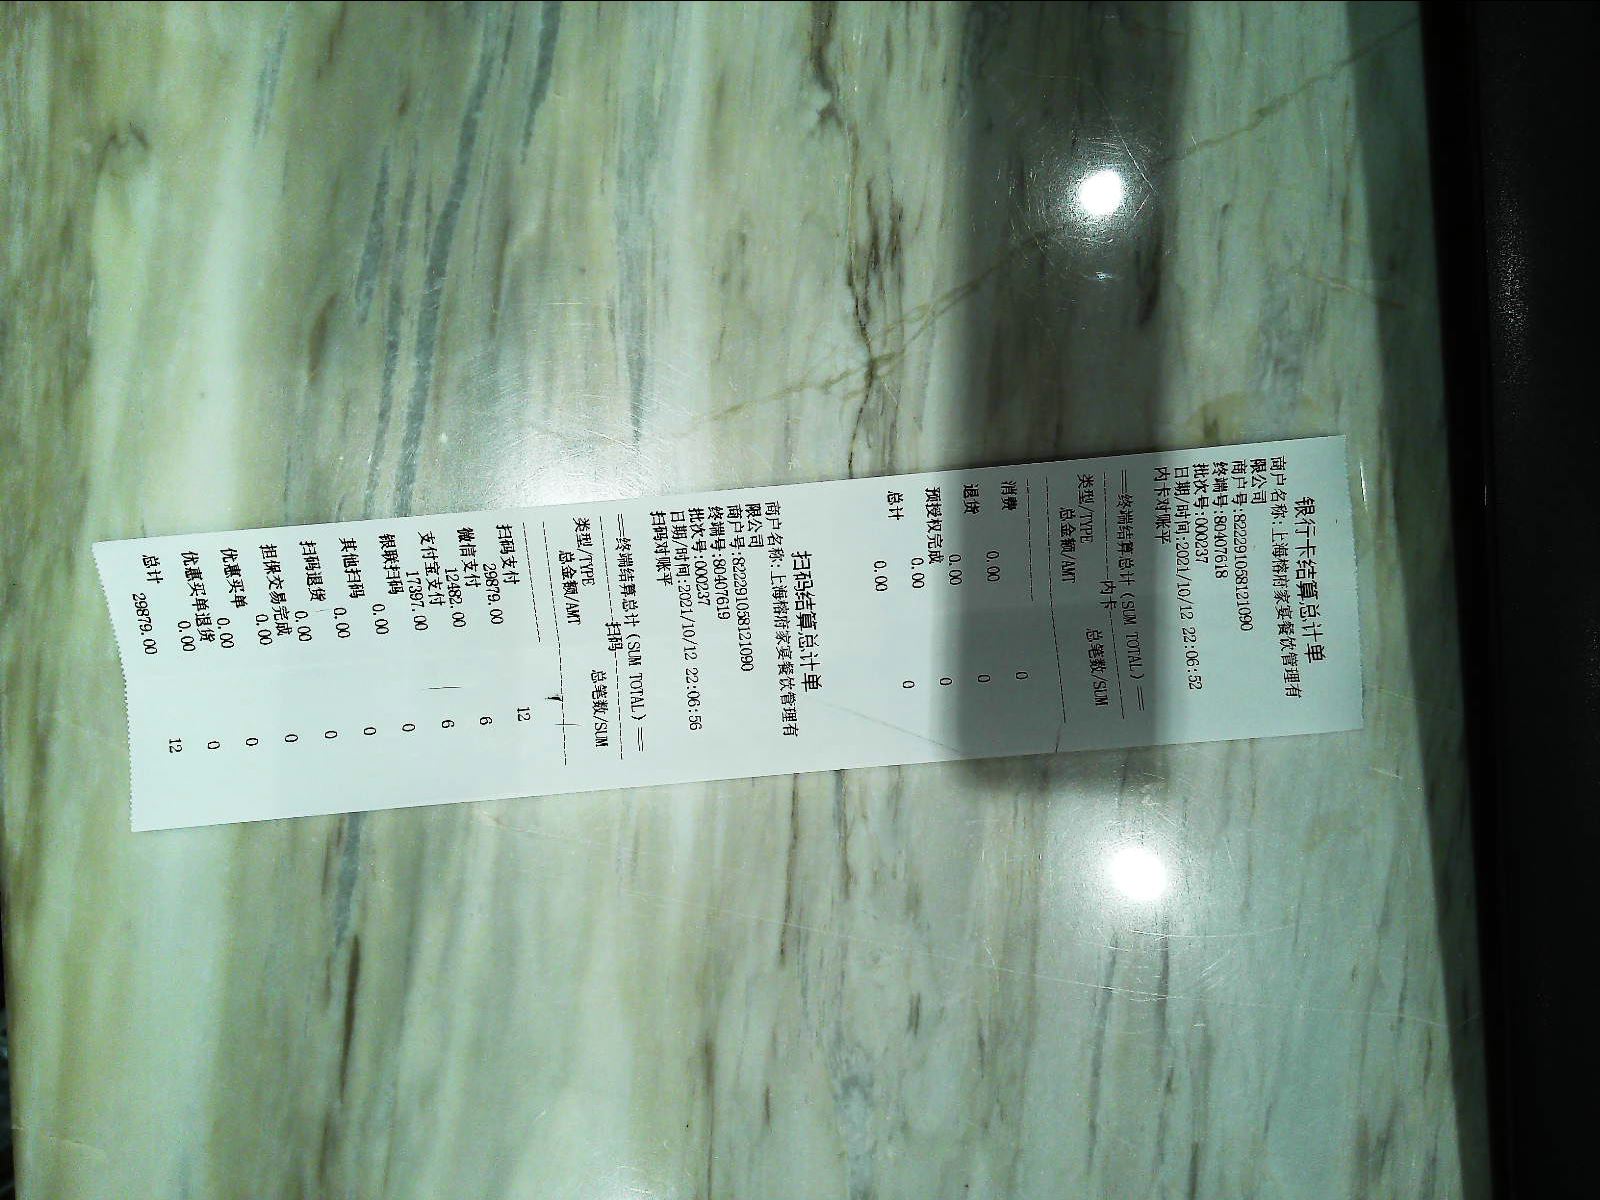 银行卡结算总计单
商户名称:上海榕府家宴餐饮管理有
限公司
商户号:822291058121090
终端号:80407618
批次号:000237
日期/时间:2021/10/12 22:06:52
内卡对账平
==终端结算总计(SUM TOTAL)==
内卡
类型/TYPE 总笔数/SUM
总金额/AMT
消费 0
0.00
退货 0
0.00
预授权完成 0
0.00
总计 0
0.00
扫码结算总计单
商户名称:上海榕府家宴餐饮管理有
限公司
商户号:822291058121090
终端号:80407619
批次号:000237
日期/时间:2021/10/12 22:06:56
扫码对账平
==终端结算总计(SUM TOTAL)==
扫码
类型/TYPE 总笔数/SUM
总金额/AMT
扫码支付 12
29879.00
微信支付 6
12482.00
支付宝支付 6
17397.00
银联扫码 0
0.00
其他扫码 0
0.00
扫码退货 0
0.00
担保交易完成 0
0.00
优惠买单 0
0.00
优惠买单退货 0
0.00
总计 12
29879.00